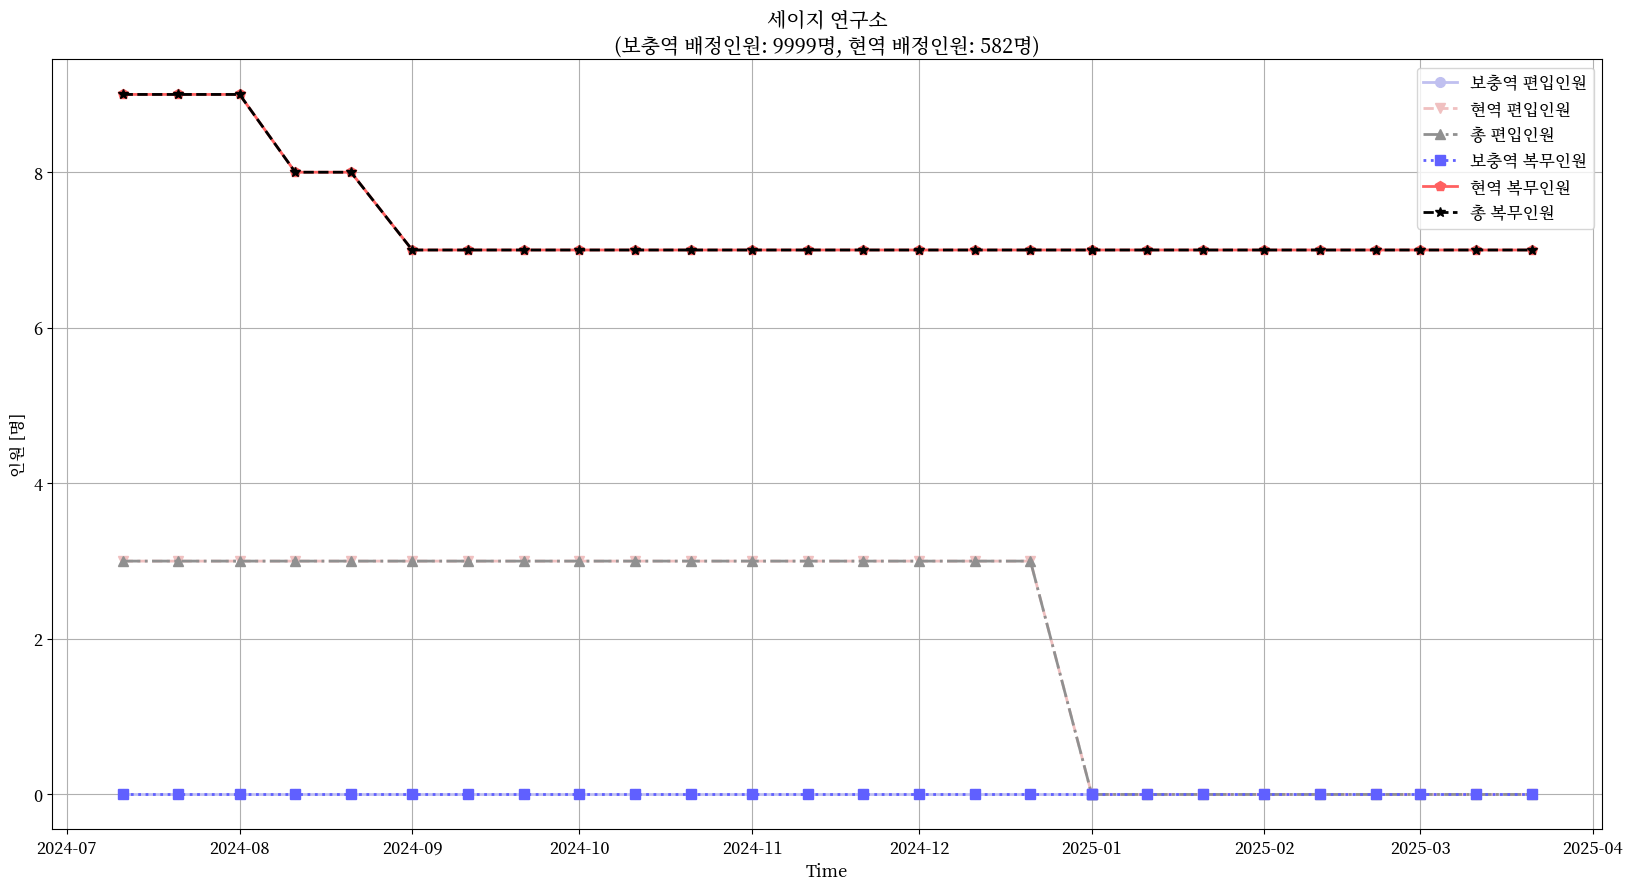 세이지 연구소
(보충역 배정인원: 9999명, 현역 배정인원: 582명)
보충역 편입인원
현역 편입인원
총 편입인원
보충역 복무인원
현역 복무인원
총 복무인원
인원 [명]
8
6
4
2
0
2024-07 2024-08 2024-09 2024-10 2024-11 2024-12 2025-01 2025-02 2025-03 2025-04
Time